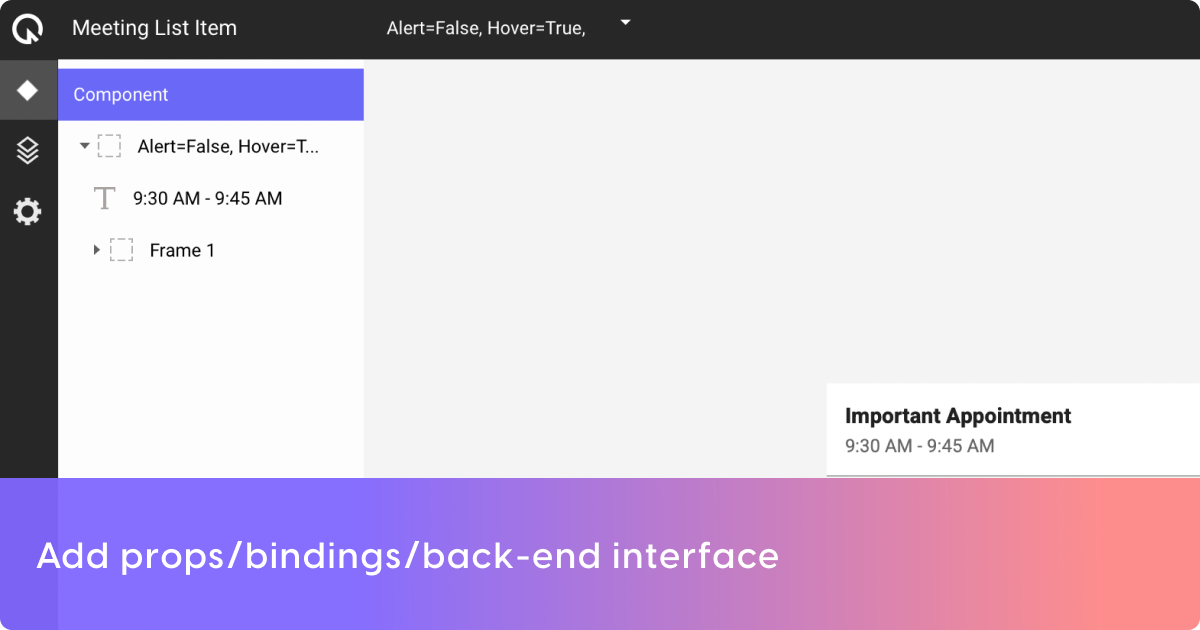 Meeting List Item
Alert=False, Hover=True,
Component
Alert=False, Hover=T...
9:30 AM - 9:45 AM
Frame 1
Important Appointment
9:30 AM - 9:45 AM
Add props/bindings/back-end interface